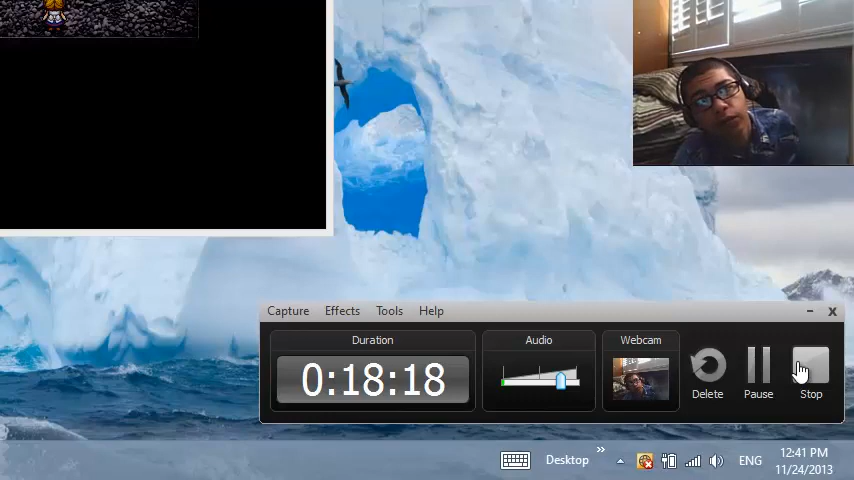 Capture Effects Tools Help
Duration Audio Webcam
0:18:18
Delete Pause Stop
Desktop » ENG 12:41 PM
11/24/2013